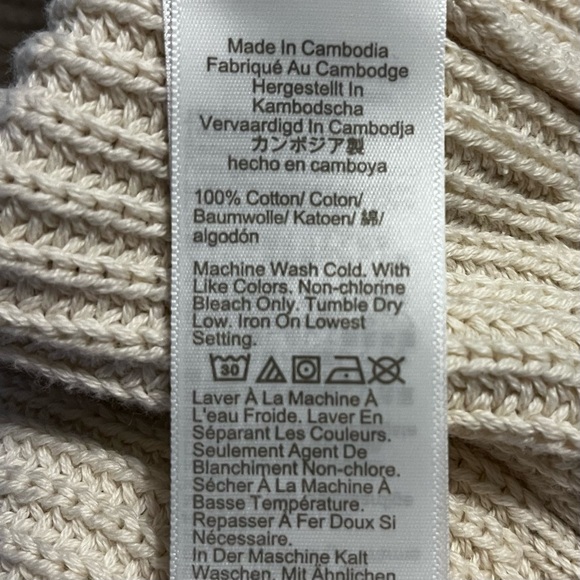 Made In Cambodia
Fabriqué Au Cambodge
Hergestellt In
Kambodscha
Vervaardigd In Cambodja
カンボジア製
hecho en camboya
100% Cotton/ Coton/
Baumwolle/ Katoen/ 綿/
algodón
Machine Wash Cold. With
Like Colors. Non-chlorine
Bleach Only. Tumble Dry
Low. Iron On Lowest
Setting.
30
Laver À La Machine À
L'eau Froide. Laver En
Séparant Les Couleurs.
Seulement Agent De
Blanchiment Non-chlore.
Sécher À La Machine À
Basse Température.
Repasser À Fer Doux Si
Nécessaire.
In Der Maschine Kalt
Waschen. Mit Ähnlichen